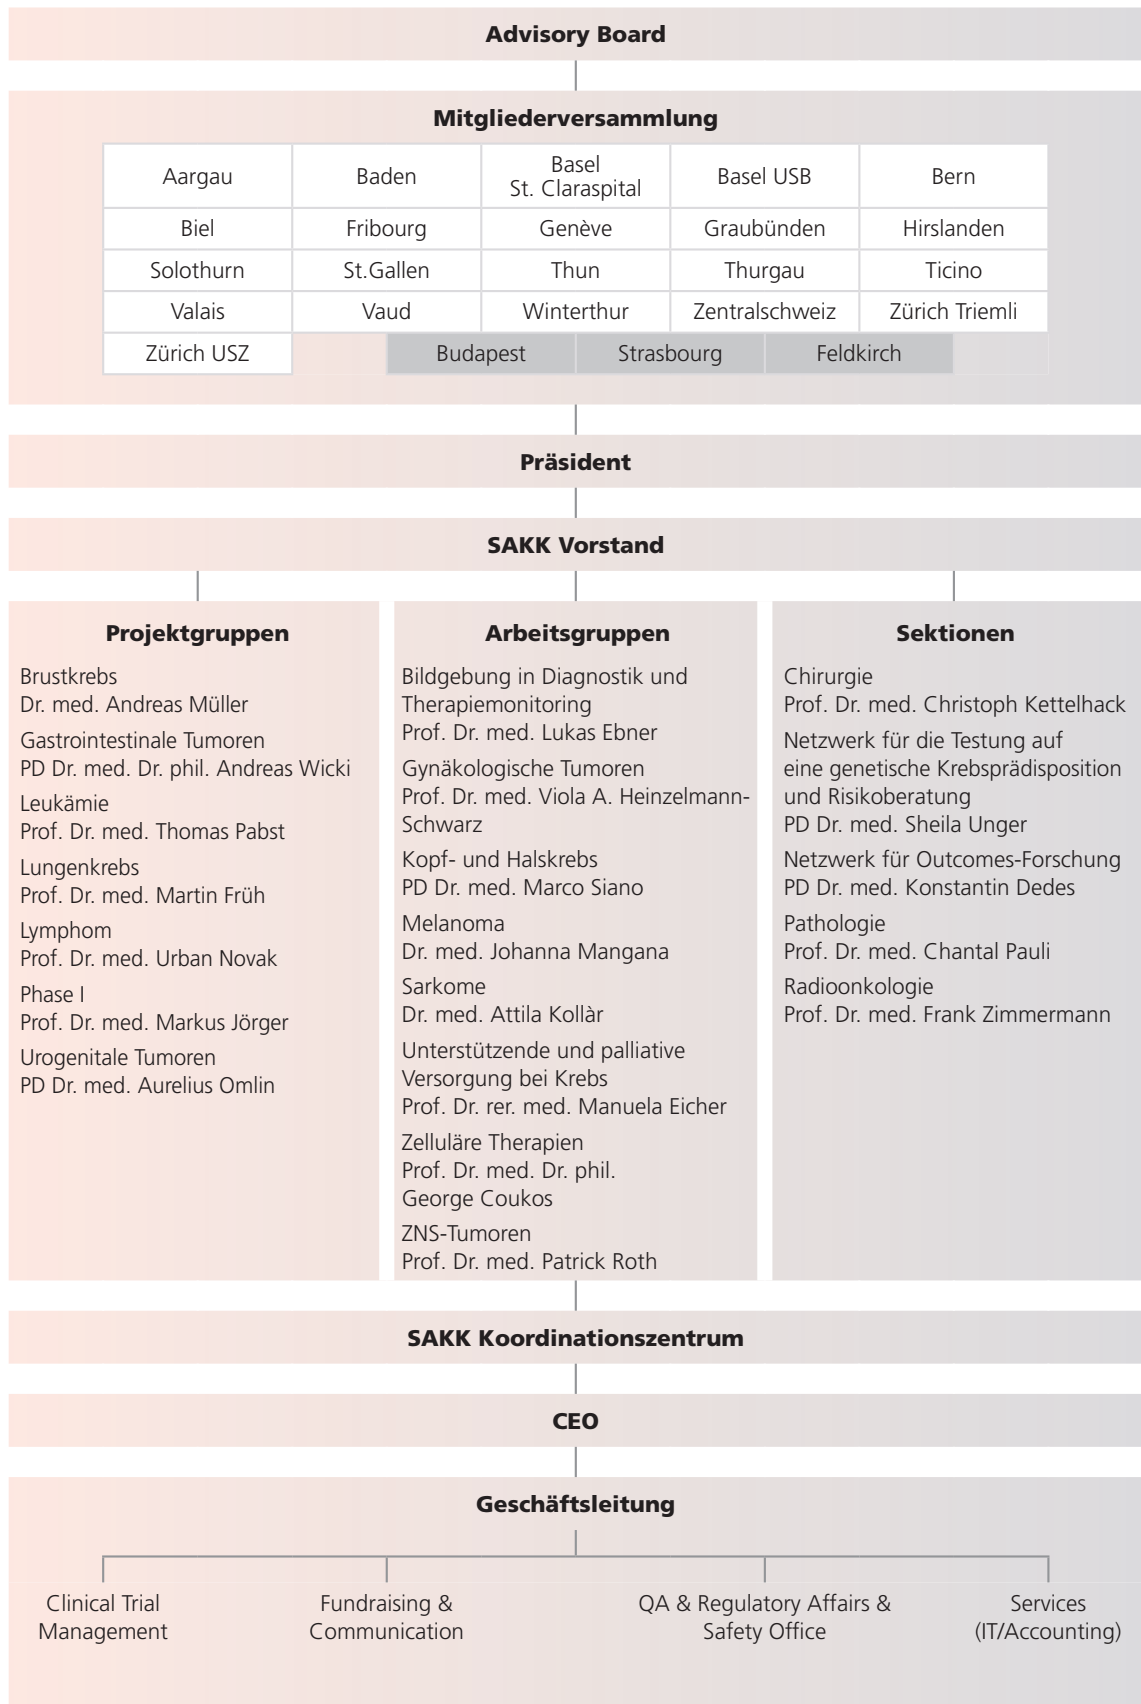 Advisory Board
Mitgliederversammlung
Aargau
Baden
Basel
St. Claraspital
Basel USB
Bern
Biel
Fribourg
Genève
Graubünden
Hirslanden
Solothurn
St.Gallen
Thun
Thurgau
Ticino
Valais
Vaud
Winterthur
Zentralschweiz
Zürich Triemli
Zürich USZ
Budapest
Strasbourg
Feldkirch
Präsident
SAKK Vorstand
Projektgruppen
Brustkrebs
Dr. med. Andreas Müller
Gastrointestinale Tumoren
PD Dr. med. Dr. phil. Andreas Wicki
Leukämie
Prof. Dr. med. Thomas Pabst
Lungenkrebs
Prof. Dr. med. Martin Früh
Lymphom
Prof. Dr. med. Urban Novak
Phase I
Prof. Dr. med. Markus Jörger
Urogenitale Tumoren
PD Dr. med. Aurelius Omlin
Arbeitsgruppen
Bildgebung in Diagnostik und
Therapiemonitoring
Prof. Dr. med. Lukas Ebner
Gynäkologische Tumoren
Prof. Dr. med. Viola A. Heinzelmann-
Schwarz
Kopf- und Halskrebs
PD Dr. med. Marco Siano
Melanoma
Dr. med. Johanna Mangana
Sarkome
Dr. med. Attila Kollàr
Unterstützende und palliative
Versorgung bei Krebs
Prof. Dr. rer. med. Manuela Eicher
Zelluläre Therapien
Prof. Dr. med. Dr. phil.
George Coukos
ZNS-Tumoren
Prof. Dr. med. Patrick Roth
Sektionen
Chirurgie
Prof. Dr. med. Christoph Kettelhack
Netzwerk für die Testung auf
eine genetische Krebsprädisposition
und Risikoberatung
PD Dr. med. Sheila Unger
Netzwerk für Outcomes-Forschung
PD Dr. med. Konstantin Dedes
Pathologie
Prof. Dr. med. Chantal Pauli
Radioonkologie
Prof. Dr. med. Frank Zimmermann
SAKK Koordinationszentrum
CEO
Geschäftsleitung
Clinical Trial
Management
Fundraising &
Communication
QA & Regulatory Affairs &
Safety Office
Services
(IT/Accounting)